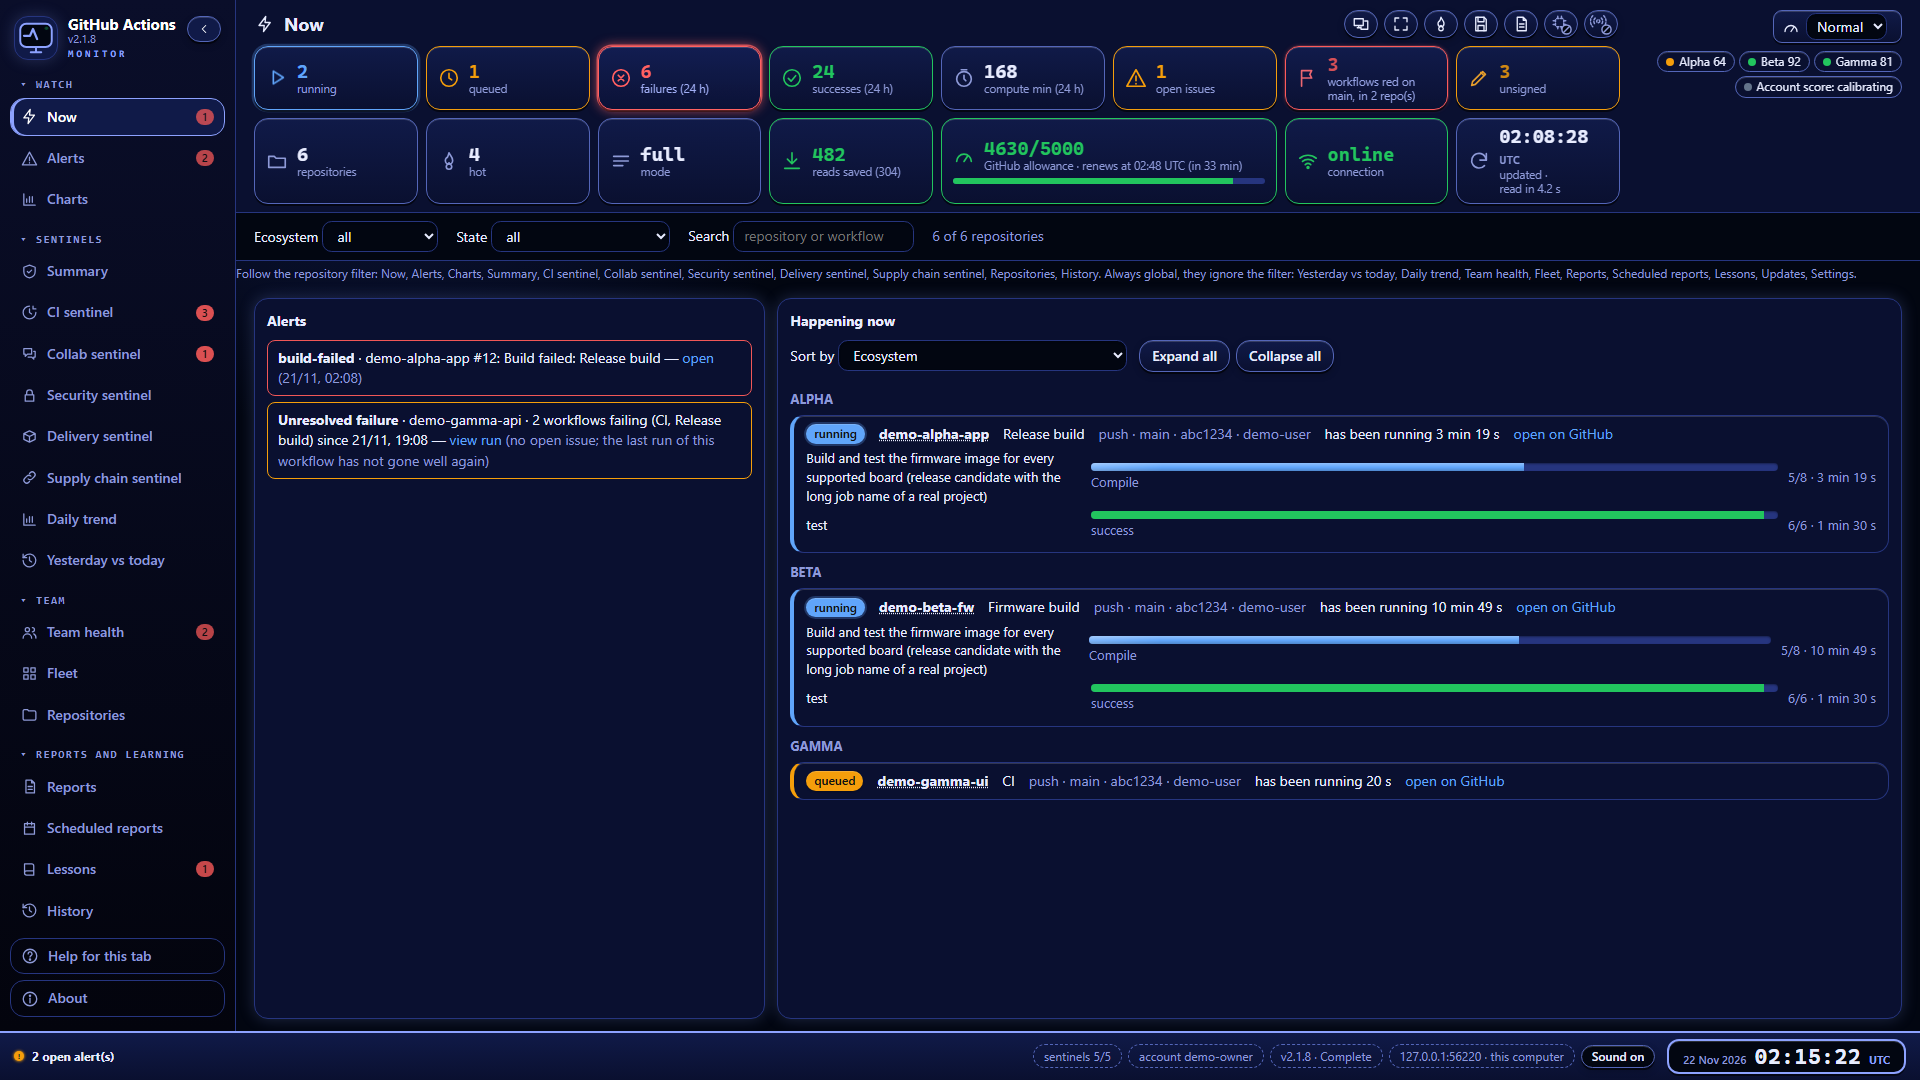 GitHub Actions
v2.1.8
MONITOR
WATCH
Now 1
Alerts 2
Charts
SENTINELS
Summary
CI sentinel 3
Collab sentinel 1
Security sentinel
Delivery sentinel
Supply chain sentinel
Daily trend
Yesterday vs today
TEAM
Team health 2
Fleet
Repositories
REPORTS AND LEARNING
Reports
Scheduled reports
Lessons 1
History
Help for this tab
About
Now
Normal
2
running
1
queued
6
failures (24 h)
24
successes (24 h)
168
compute min (24 h)
1
open issues
3
workflows red on
main, in 2 repo(s)
3
unsigned
Alpha 64
Beta 92
Gamma 81
Account score: calibrating
6
repositories
4
hot
full
mode
482
reads saved (304)
4630/5000
GitHub allowance · renews at 02:48 UTC (in 33 min)
online
connection
02:08:28
UTC
updated ·
read in 4.2 s
Ecosystem all State all Search repository or workflow 6 of 6 repositories
Follow the repository filter: Now, Alerts, Charts, Summary, CI sentinel, Collab sentinel, Security sentinel, Delivery sentinel, Supply chain sentinel, Repositories, History. Always global, they ignore the filter: Yesterday vs today, Daily trend, Team health, Fleet, Reports, Scheduled reports, Lessons, Updates, Settings.
Alerts
build-failed · demo-alpha-app #12: Build failed: Release build — open
(21/11, 02:08)
Unresolved failure · demo-gamma-api · 2 workflows failing (CI, Release
build) since 21/11, 19:08 — view run (no open issue; the last run of this
workflow has not gone well again)
Happening now
Sort by Ecosystem Expand all Collapse all
ALPHA
running demo-alpha-app Release build push · main · abc1234 · demo-user has been running 3 min 19 s open on GitHub
Build and test the firmware image for every
supported board (release candidate with the
long job name of a real project)
Compile
5/8 · 3 min 19 s
test
success
6/6 · 1 min 30 s
BETA
running demo-beta-fw Firmware build push · main · abc1234 · demo-user has been running 10 min 49 s open on GitHub
Build and test the firmware image for every
supported board (release candidate with the
long job name of a real project)
Compile
5/8 · 10 min 49 s
test
success
6/6 · 1 min 30 s
GAMMA
queued demo-gamma-ui CI push · main · abc1234 · demo-user has been running 20 s open on GitHub
2 open alert(s)
sentinels 5/5
account demo-owner
v2.1.8 · Complete
127.0.0.1:56220 · this computer
Sound on
22 Nov 2026 02:15:22 UTC